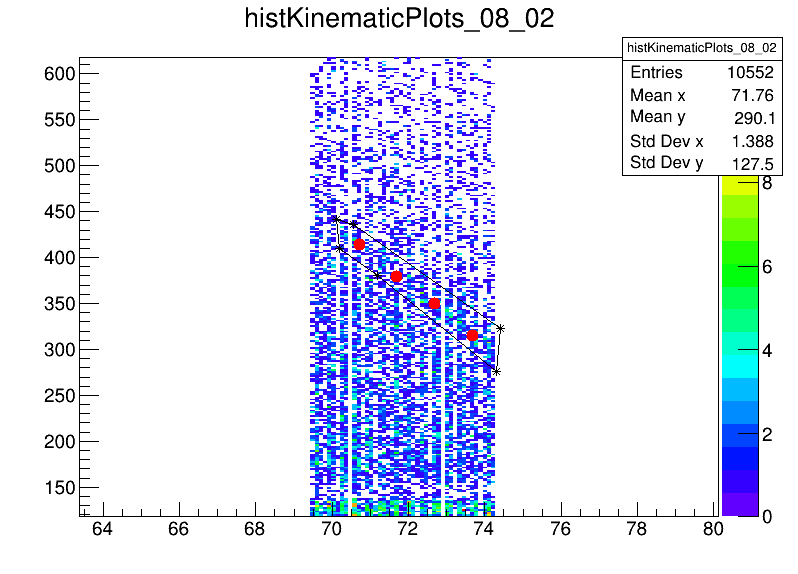 histKinematicPlots_08_02
histKinematicPlots_08_02
Entries 10552
Mean x 71.76
Mean y 290.1
Std Dev x 1.388
Std Dev y 127.5
600
550
500
450
400
350
300
250
200
150
8
6
4
2
0
64 66 68 70 72 74 76 78 80